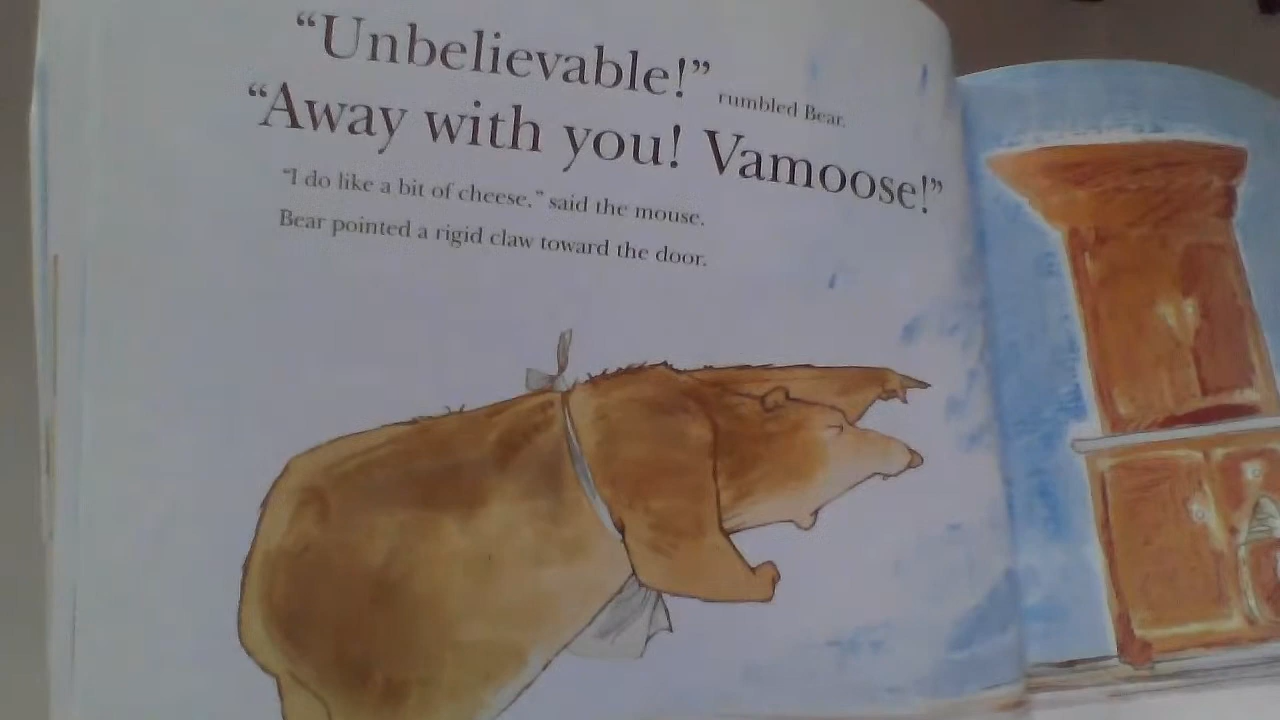 “Unbelievable!” rumbled Bear.
“Away with you! Vamoose!”
“I do like a bit of cheese,” said the mouse.
Bear pointed a rigid claw toward the door.